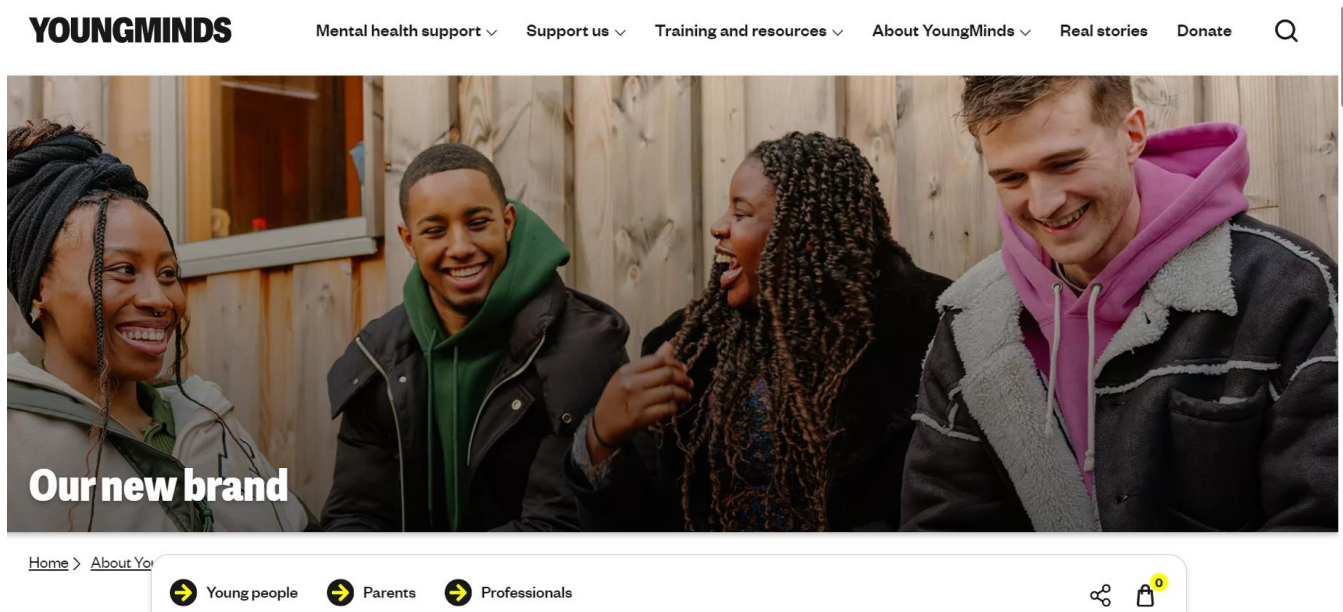 YOUNGMINDS
Mental health support
Support us
Training and resources
About YoungMinds
Real stories
Donate
Our new brand
Home
About
Young people
Parents
Professionals
0